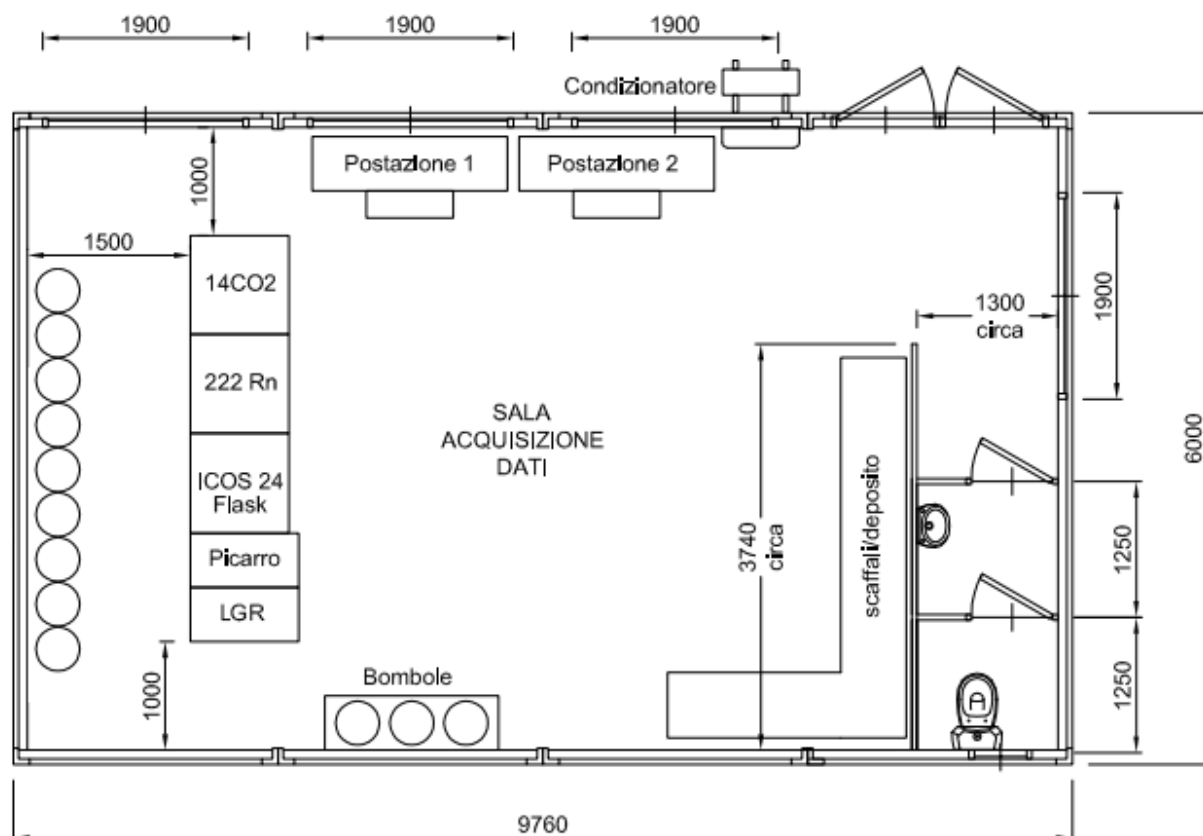 1900
1900
1900
Condizionatore
Postazione 1
Postazione 2
1000
1500
14CO2
1300
circa
1900
222 Rn
SALA
ACQUISIZIONE
DATI
6000
ICOS 24
Flask
scaffali/deposito
3740
circa
1250
Picarro
LGR
1000
Bombole
1250
9760